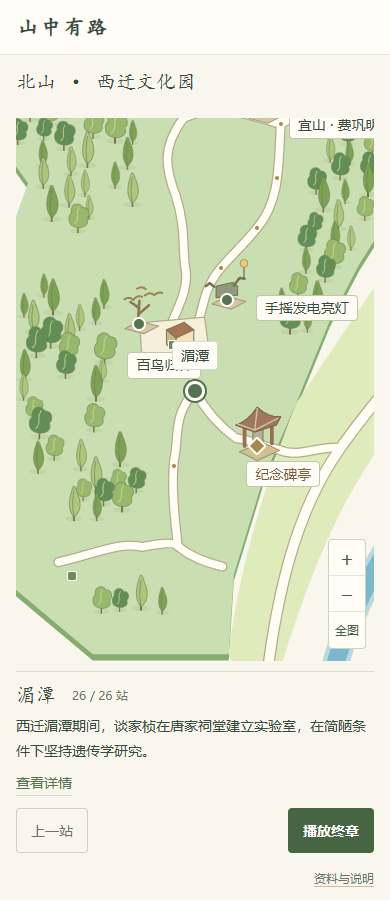 山中有路
北山 • 西迁文化园
宜山 · 费巩
手摇发电亮灯
湄潭
百鸟归
纪念碑亭
+
−
全图
湄潭 26 / 26 站
西迁湄潭期间，谈家桢在唐家祠堂建立实验室，在简陋条
件下坚持遗传学研究。
查看详情
上一站 播放终章
资料与说明